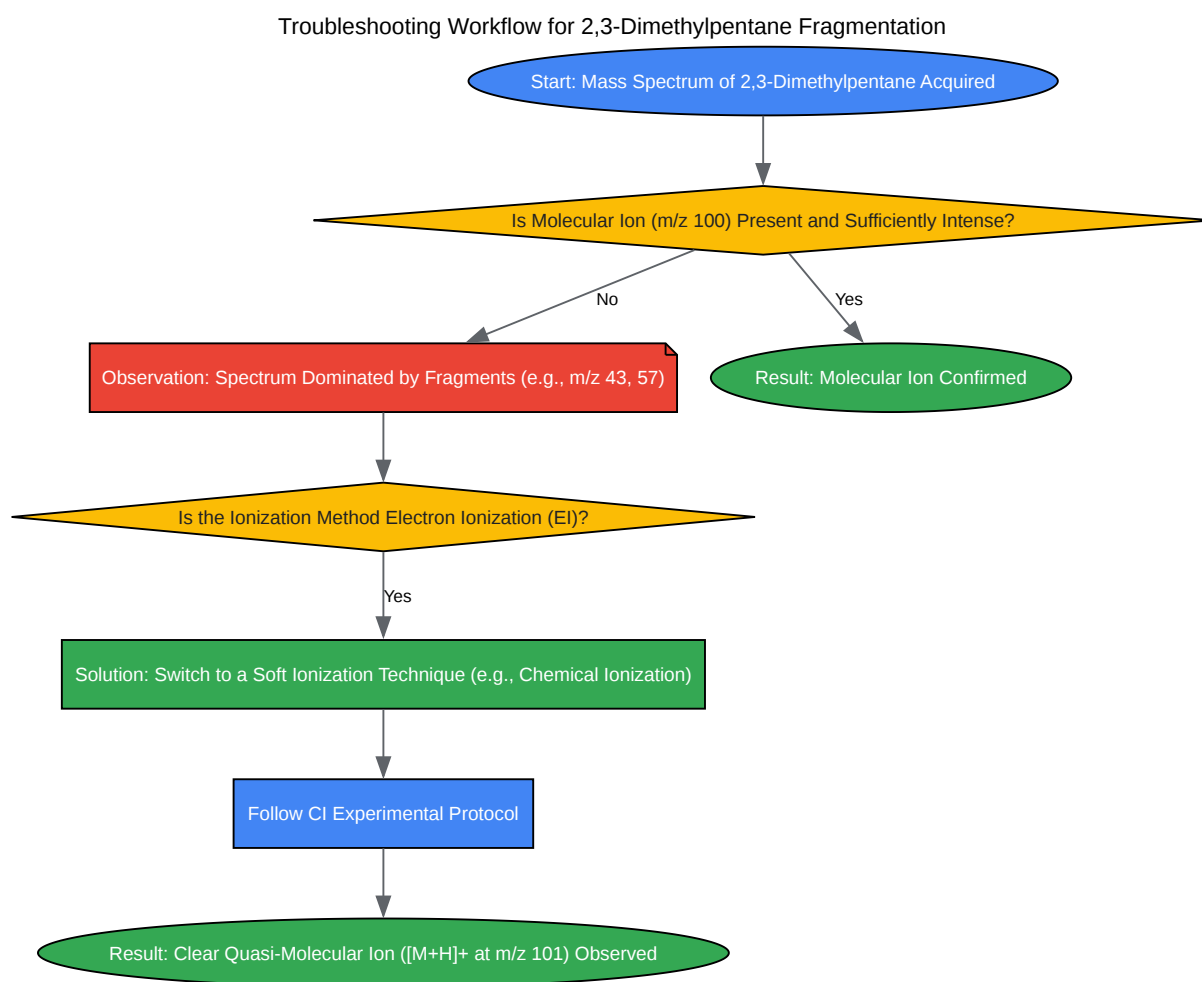 Troubleshooting Workflow for 2,3-Dimethylpentane Fragmentation
Start: Mass Spectrum of 2,3-Dimethylpentane Acquired
Is Molecular Ion (m/z 100) Present and Sufficiently Intense?
No
Yes
Observation: Spectrum Dominated by Fragments (e.g., m/z 43, 57)
Result: Molecular Ion Confirmed
Is the Ionization Method Electron Ionization (EI)?
Yes
Solution: Switch to a Soft Ionization Technique (e.g., Chemical Ionization)
Follow CI Experimental Protocol
Result: Clear Quasi-Molecular Ion ([M+H]+ at m/z 101) Observed